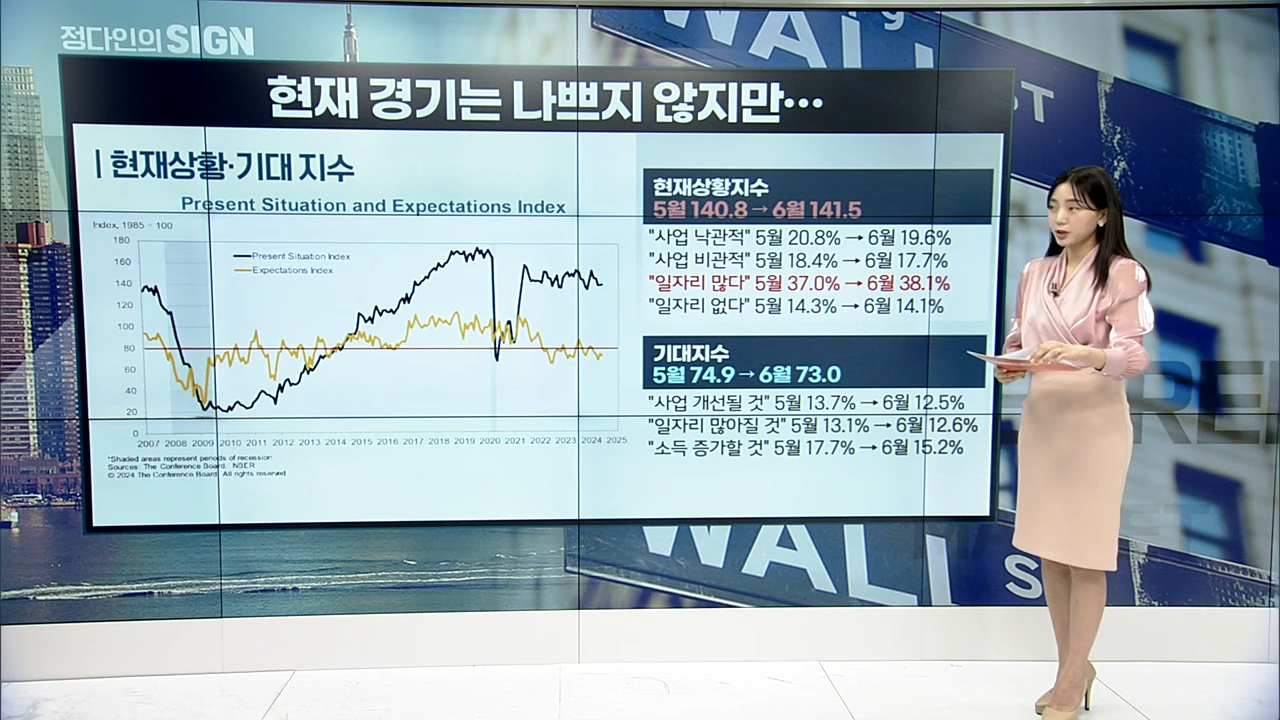 정다인의 SIGN
현재 경기는 나쁘지 않지만…
현재상황·기대 지수
Present Situation and Expectations Index
Index, 1985 = 100
Present Situation Index
Expectations Index
180
160
140
120
100
80
60
40
20
0
2007 2008 2009 2010 2011 2012 2013 2014 2015 2016 2017 2018 2019 2020 2021 2022 2023 2024 2025
*Shaded areas represent periods of recession.
Sources: The Conference Board, NBER
© 2024 The Conference Board. All rights reserved
현재상황지수
5월 140.8 → 6월 141.5
"사업 낙관적" 5월 20.8% → 6월 19.6%
"사업 비관적" 5월 18.4% → 6월 17.7%
"일자리 많다" 5월 37.0% → 6월 38.1%
"일자리 없다" 5월 14.3% → 6월 14.1%
기대지수
5월 74.9 → 6월 73.0
"사업 개선될 것" 5월 13.7% → 6월 12.5%
"일자리 많아질 것" 5월 13.1% → 6월 12.6%
"소득 증가할 것" 5월 17.7% → 6월 15.2%
WALL
ST
WALL
S